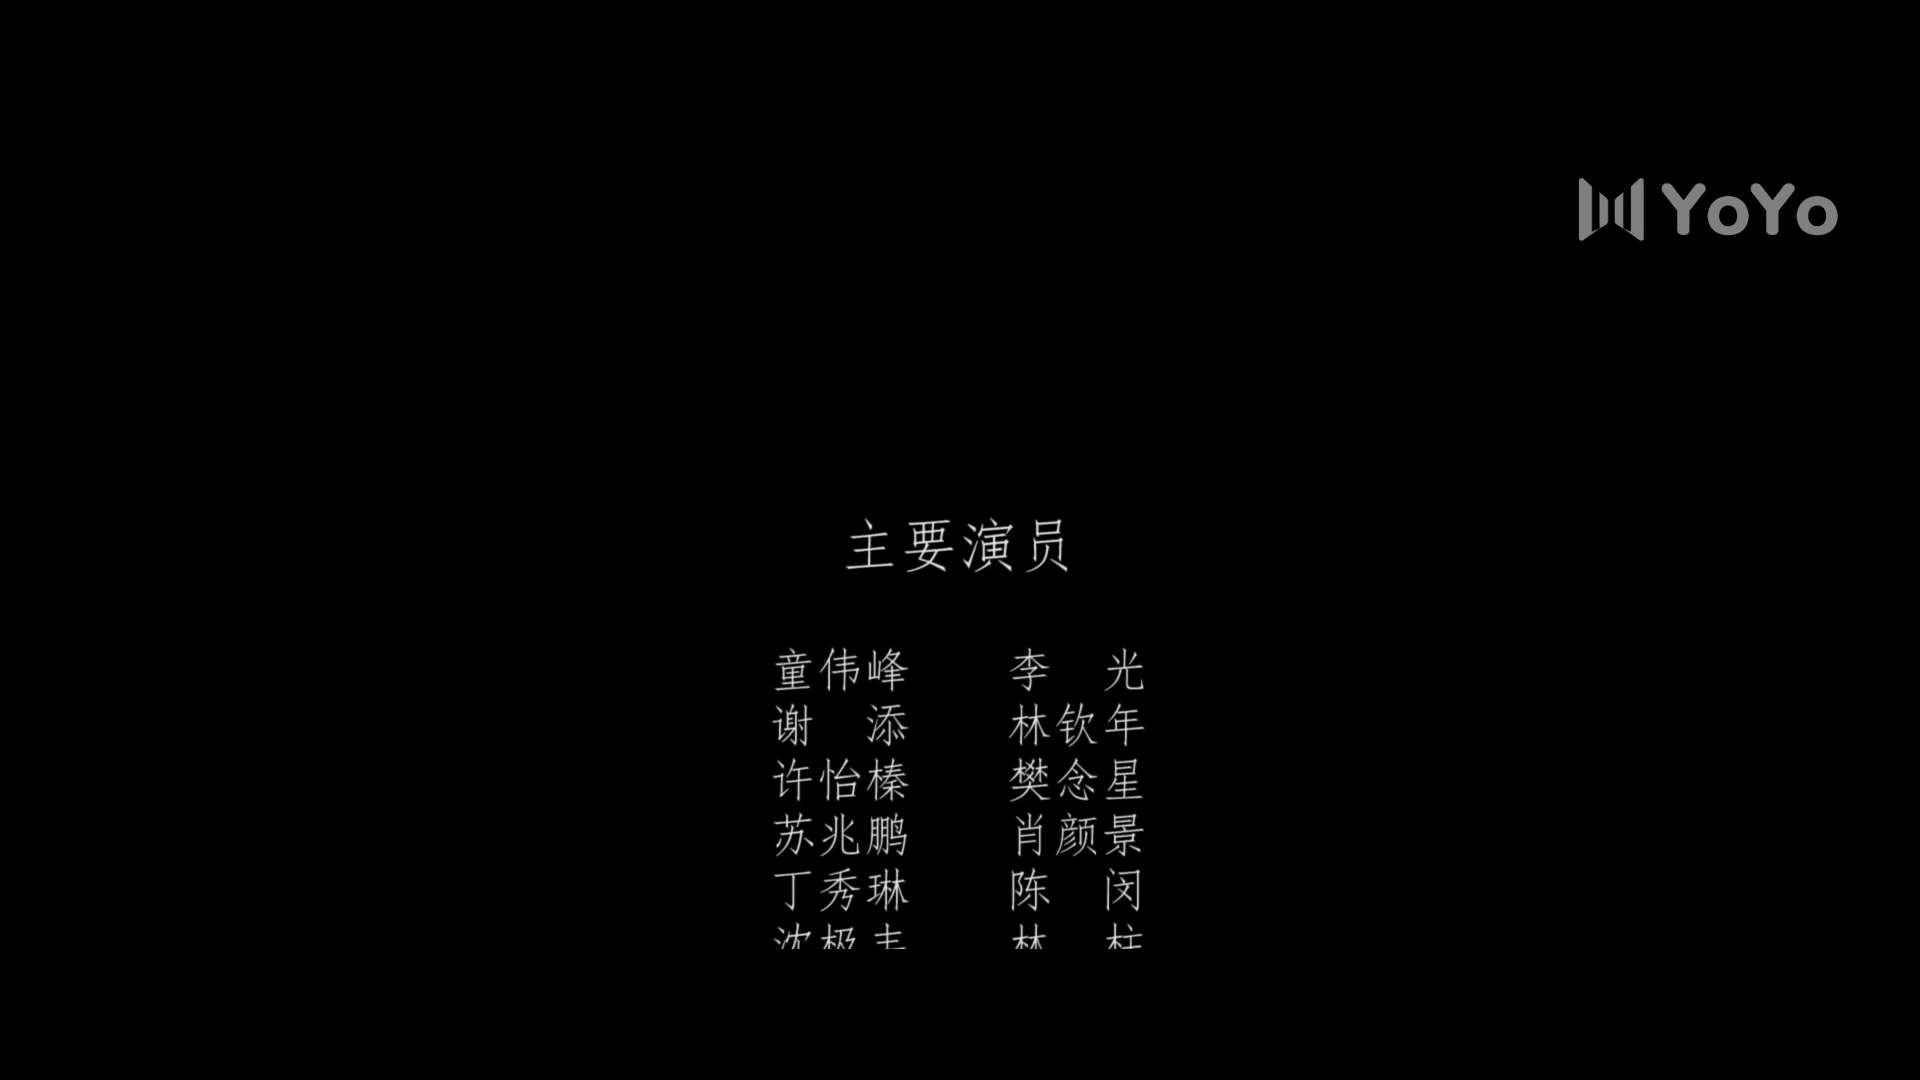 YoYo
主要演员
童伟峰 李 光
谢 添 林钦年
许怡榛 樊念星
苏兆鹏 肖颜景
丁秀琳 陈 闵